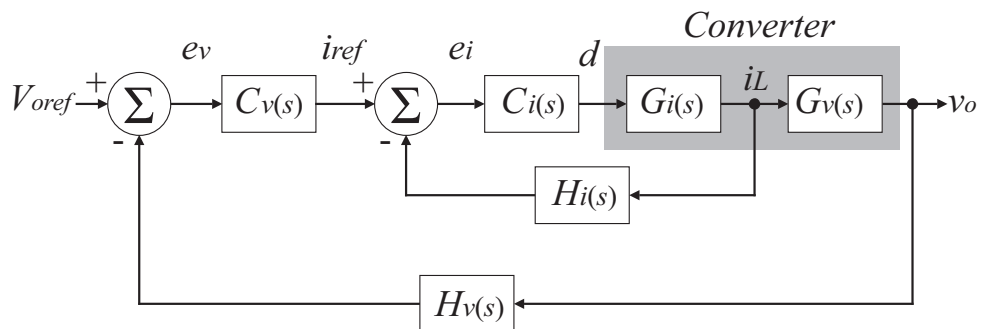 Converter
ev
iref
ei
d
iL
Voref
+
Σ
-
Cv(s)
+
Σ
-
Ci(s)
Gi(s)
Gv(s)
vo
Hi(s)
Hv(s)